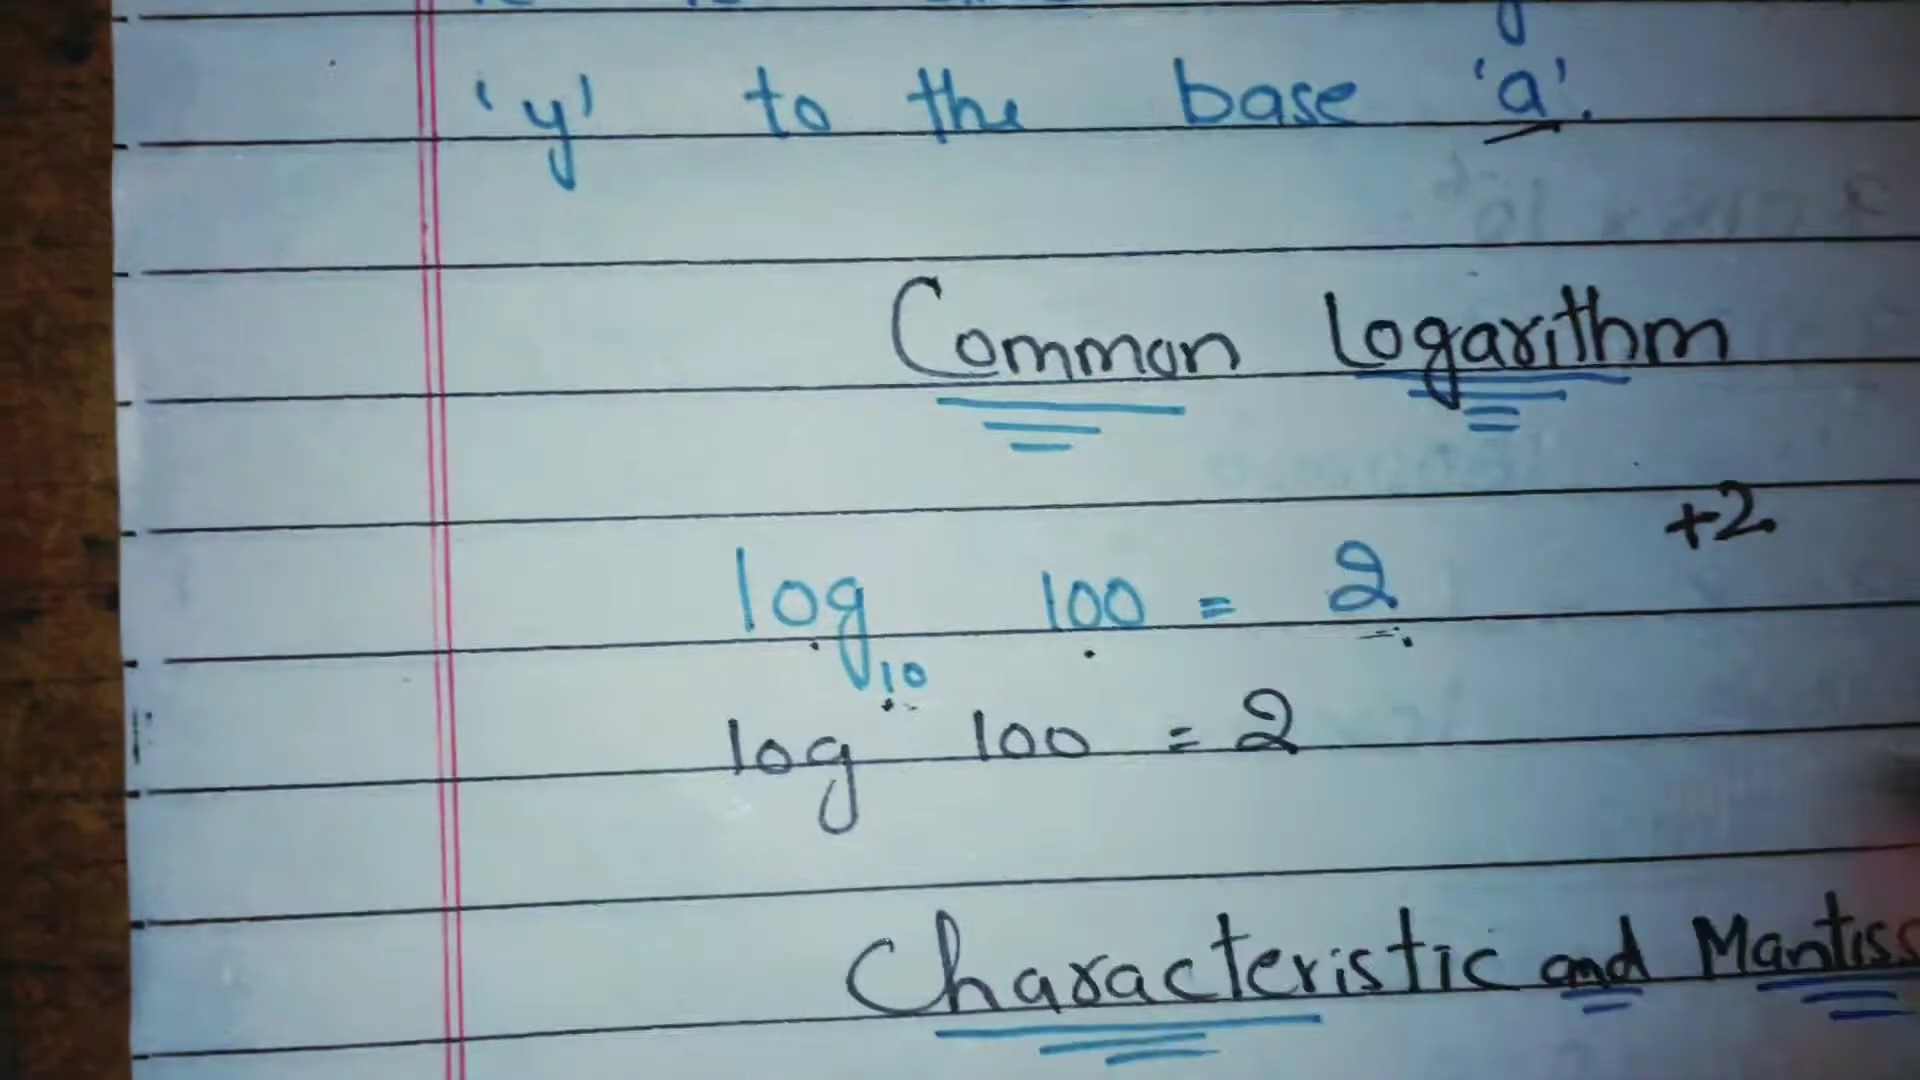 'y' to the base 'a'.
Common Logarithm
+2
log₁₀ 100 = 2
log 100 = 2
Characteristic and Mantiss